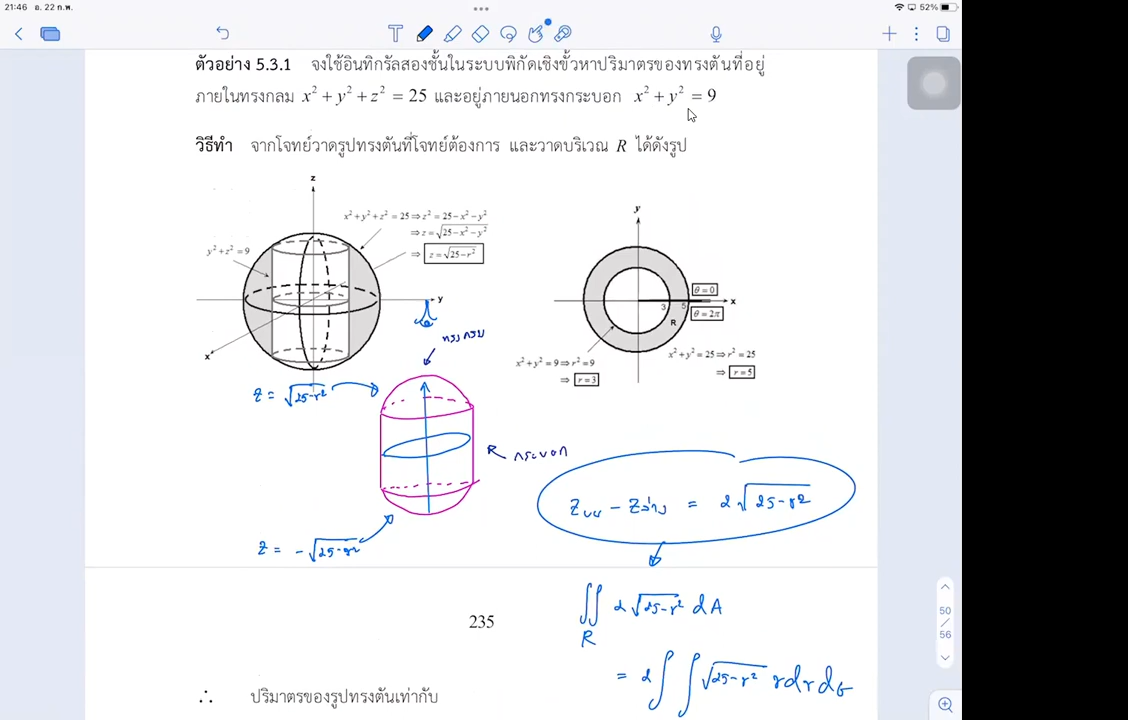 21:46 อ. 22 ก.พ.
52%
ตัวอย่าง 5.3.1 จงใช้อินทิกรัลสองชั้นในระบบพิกัดเชิงขั้วหาปริมาตรของทรงตันที่อยู่
ภายในทรงกลม x² + y² + z² = 25 และอยู่ภายนอกทรงกระบอก x² + y² = 9
วิธีทำ จากโจทย์วาดรูปทรงตันที่โจทย์ต้องการ และวาดบริเวณ R ได้ดังรูป
z
x² + y² + z² = 25 ⇒ z² = 25 − x² − y²
⇒ z = √(25 − x² − y²)
⇒ z = √(25 − r²)
y² + z² = 9
y
x
y
θ = 0
x
3
5
θ = 2π
R
x² + y² = 9 ⇒ r² = 9
⇒ r = 3
x² + y² = 25 ⇒ r² = 25
⇒ r = 5
z = √(25-r²)
z = -√(25-r²)
Zบน - Zล่าง = 2√(25-r²)
∬ 2√(25-r²) dA
R
= 2∫∫ √(25-r²) r dr dθ
235
∴ ปริมาตรของรูปทรงตันเท่ากับ
50
/
56